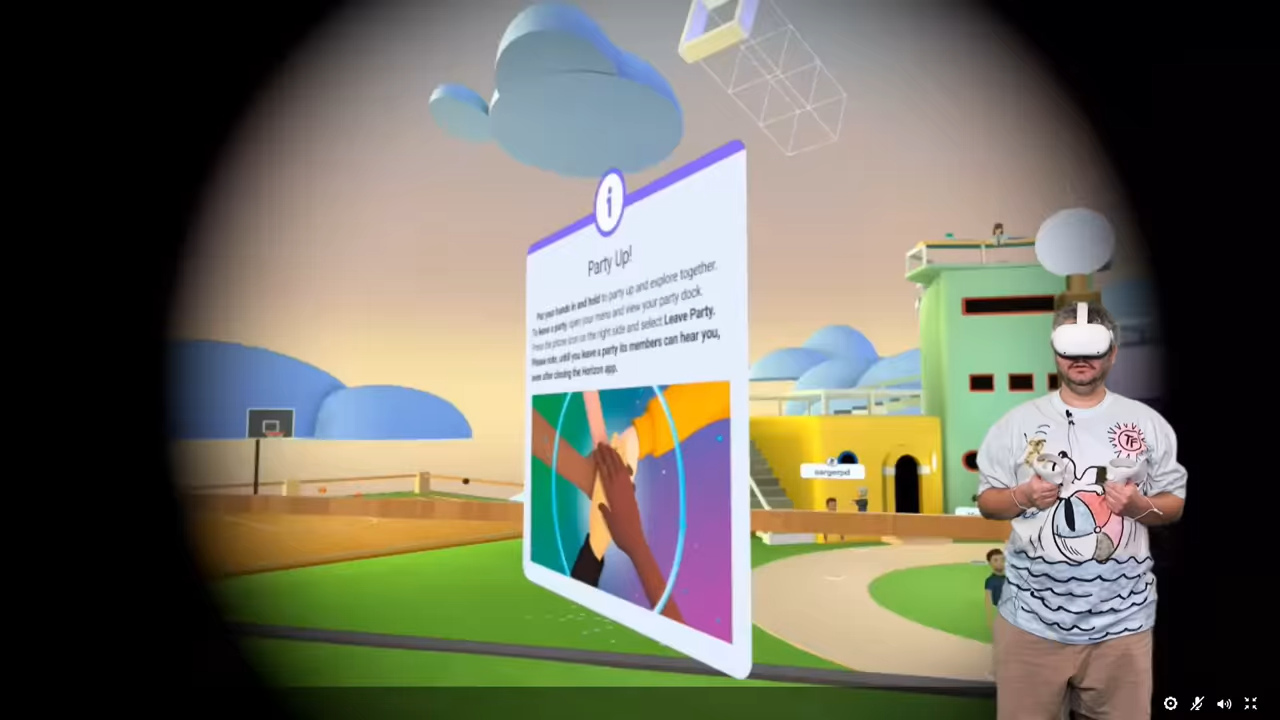 Party Up!
Put your hands in and hold to party up and explore together.
To leave a party, open your menu and view your party dock.
Press the phone icon on the right side and select Leave Party.
Please note, until you leave a party its members can hear you,
even after closing the Horizon app.
sargerpd
TF